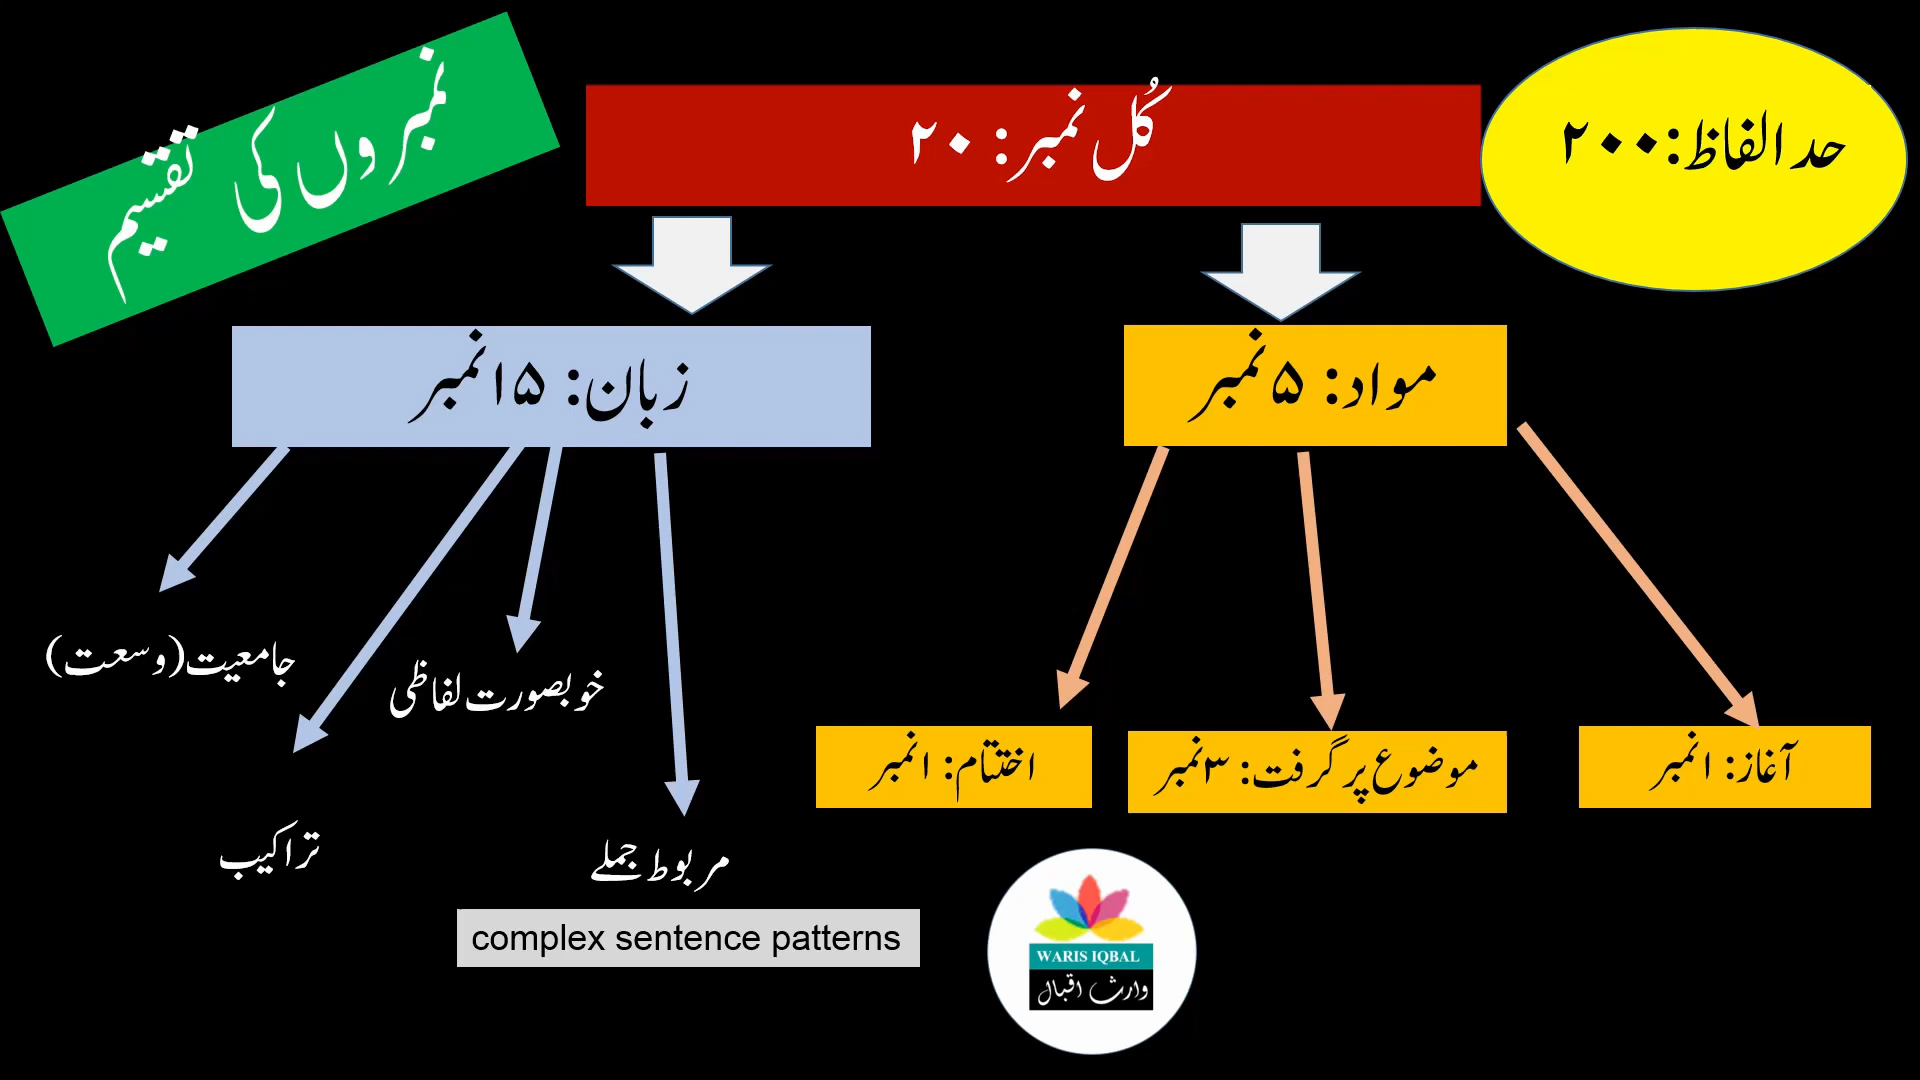 نمبروں کی تقسیم
کُل نمبر: ۲۰
حد الفاظ: ۲۰۰
مواد: ۵ نمبر
زبان: ۱۵ نمبر
آغاز: ۱ نمبر
موضوع پر گرفت: ۳ نمبر
اختتام: ۱ نمبر
جامعیت (وسعت)
خوبصورت لفاظی
تراکیب
مربوط جملے
complex sentence patterns
WARIS IQBAL
وارث اقبال